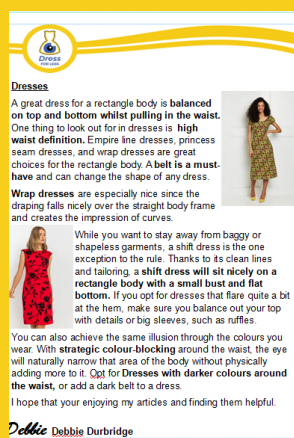 Dress
FOR LESS
Dresses
A great dress for a rectangle body is balanced
on top and bottom whilst pulling in the waist.
One thing to look out for in dresses is high
waist definition. Empire line dresses, princess
seam dresses, and wrap dresses are great
choices for the rectangle body. A belt is a must-
have and can change the shape of any dress.
Wrap dresses are especially nice since the
draping falls nicely over the straight body frame
and creates the impression of curves.
While you want to stay away from baggy or
shapeless garments, a shift dress is the one
exception to the rule. Thanks to its clean lines
and tailoring, a shift dress will sit nicely on a
rectangle body with a small bust and flat
bottom. If you opt for dresses that flare quite a bit
at the hem, make sure you balance out your top
with details or big sleeves, such as ruffles.
You can also achieve the same illusion through the colours you
wear. With strategic colour-blocking around the waist, the eye
will naturally narrow that area of the body without physically
adding more to it. Opt for Dresses with darker colours around
the waist, or add a dark belt to a dress.
I hope that your enjoying my articles and finding them helpful.
Debbie Debbie Durbridge